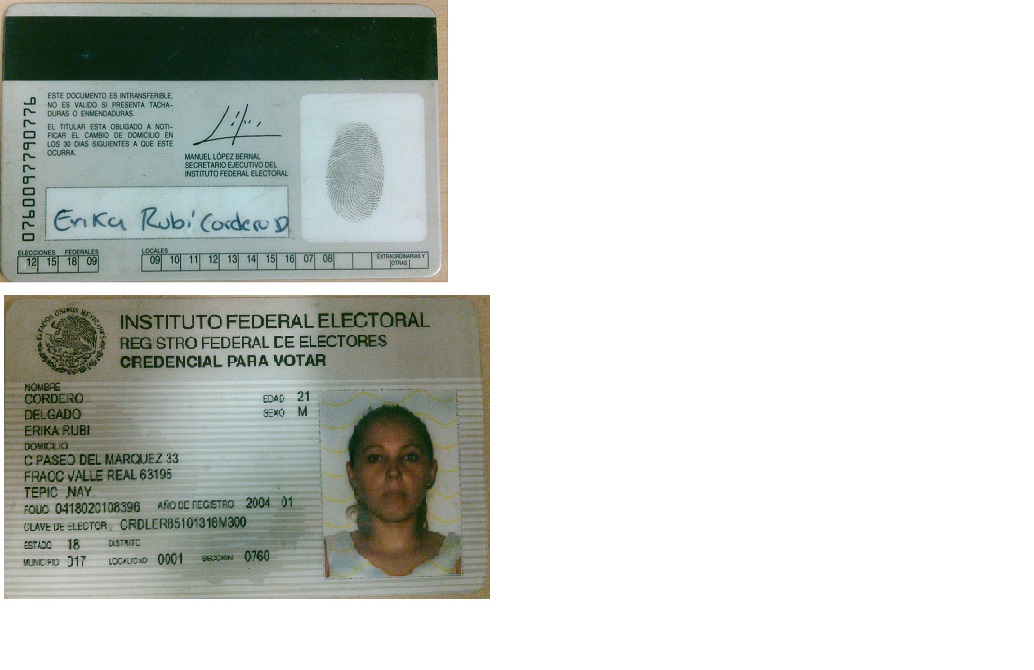 ESTE DOCUMENTO ES INTRANSFERIBLE,
NO ES VALIDO SI PRESENTA TACHA-
DURAS O ENMENDADURAS.
EL TITULAR ESTA OBLIGADO A NOTI-
FICAR EL CAMBIO DE DOMICILIO EN
LOS 30 DIAS SIGUIENTES A QUE ESTE
OCURRA.
MANUEL LÓPEZ BERNAL
SECRETARIO EJECUTIVO DEL
INSTITUTO FEDERAL ELECTORAL
0760097790776
Erika Rubí Cordero D
ELECCIONES FEDERALES
12 15 18 09
LOCALES
09 10 11 12 13 14 15 16 07 08
EXTRAORDINARIAS Y
OTRAS
ESTADOS UNIDOS MEXICANOS
INSTITUTO FEDERAL ELECTORAL
REGISTRO FEDERAL DE ELECTORES
CREDENCIAL PARA VOTAR
NOMBRE
CORDERO
DELGADO
ERIKA RUBI
EDAD 21
SEXO M
DOMICILIO
C PASEO DEL MARQUEZ 33
FRACC VALLE REAL 63195
TEPIC ,NAY.
FOLIO 0418020108396 AÑO DE REGISTRO 2004 01
CLAVE DE ELECTOR CRDLER85101318M300
ESTADO 18 DISTRITO
MUNICIPIO 017 LOCALIDAD 0001 SECCION 0760